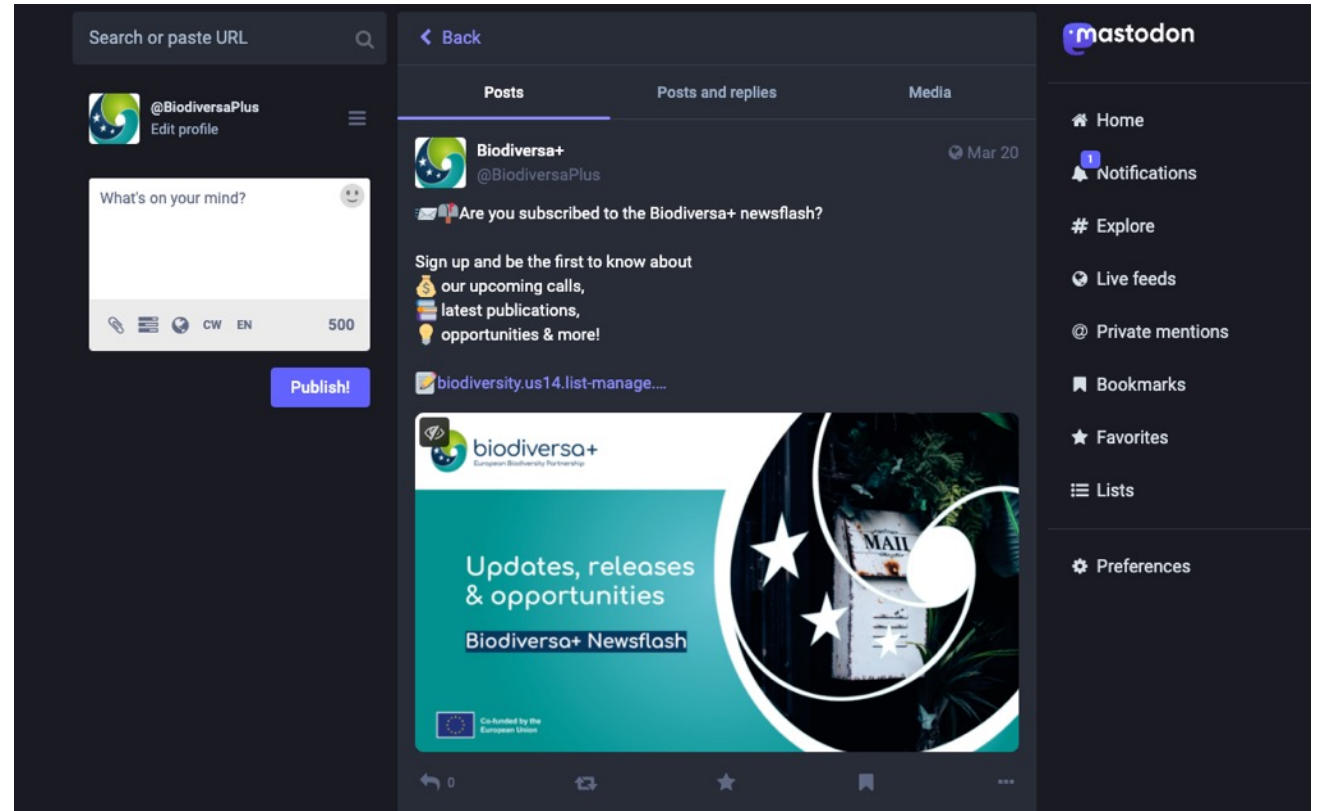 Search or paste URL
@BiodiversaPlus
Edit profile
What's on your mind?
CW EN 500
Publish!
Back
Posts Posts and replies Media
Biodiversa+ Mar 20
@BiodiversaPlus
📨📬Are you subscribed to the Biodiversa+ newsflash?
Sign up and be the first to know about
💰 our upcoming calls,
📚 latest publications,
💡 opportunities & more!
📝biodiversity.us14.list-manage....
biodiversa+
European Biodiversity Partnership
MAIL
Updates, releases
& opportunities
Biodiversa+ Newsflash
Co-funded by the
European Union
0
mastodon
Home
1
Notifications
# Explore
Live feeds
@ Private mentions
Bookmarks
Favorites
Lists
Preferences